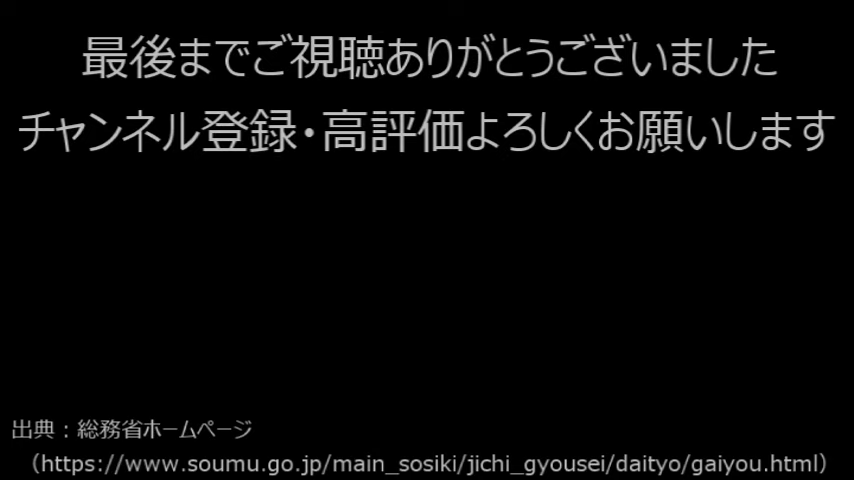 最後までご視聴ありがとうございました
チャンネル登録・高評価よろしくお願いします
出典：総務省ホームページ
（https://www.soumu.go.jp/main_sosiki/jichi_gyousei/daityo/gaiyou.html）